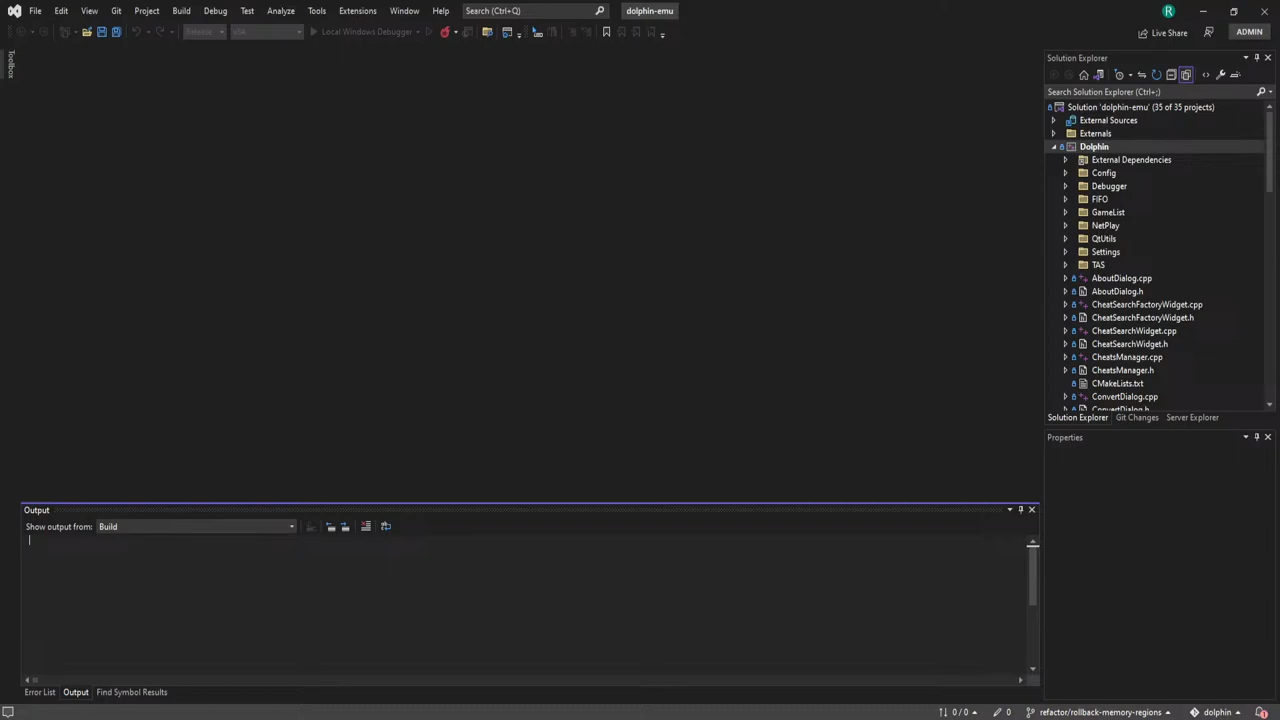 File Edit View Git Project Build Debug Test Analyze Tools Extensions Window Help Search (Ctrl+Q) dolphin-emu R
Release x64 Local Windows Debugger Live Share ADMIN
Toolbox
Solution Explorer
Search Solution Explorer (Ctrl+;)
Solution 'dolphin-emu' (35 of 35 projects)
External Sources
Externals
Dolphin
External Dependencies
Config
Debugger
FIFO
GameList
NetPlay
QtUtils
Settings
TAS
AboutDialog.cpp
AboutDialog.h
CheatSearchFactoryWidget.cpp
CheatSearchFactoryWidget.h
CheatSearchWidget.cpp
CheatSearchWidget.h
CheatsManager.cpp
CheatsManager.h
CMakeLists.txt
ConvertDialog.cpp
ConvertDialog.h
Solution Explorer Git Changes Server Explorer
Properties
Output
Show output from: Build
Error List Output Find Symbol Results
0 / 0 0 refactor/rollback-memory-regions dolphin